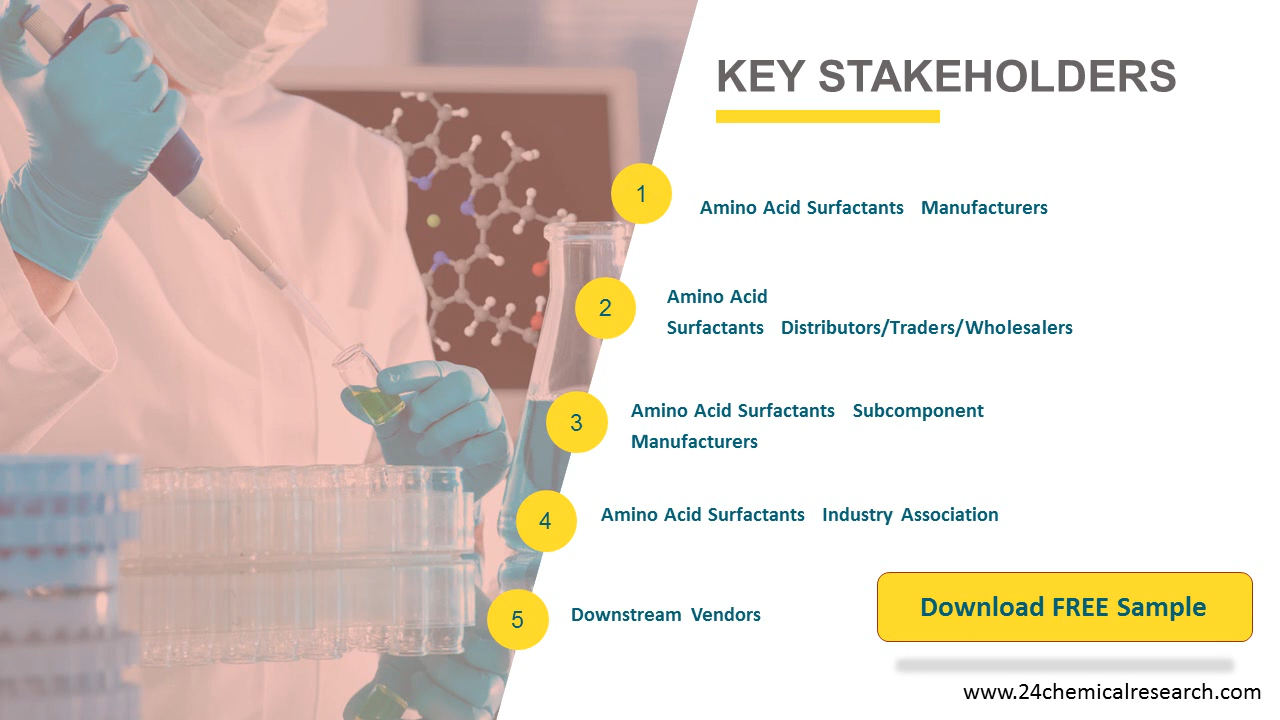 KEY STAKEHOLDERS
1
Amino Acid Surfactants Manufacturers
2
Amino Acid
Surfactants Distributors/Traders/Wholesalers
3
Amino Acid Surfactants Subcomponent
Manufacturers
4
Amino Acid Surfactants Industry Association
5
Downstream Vendors
Download FREE Sample
www.24chemicalresearch.com